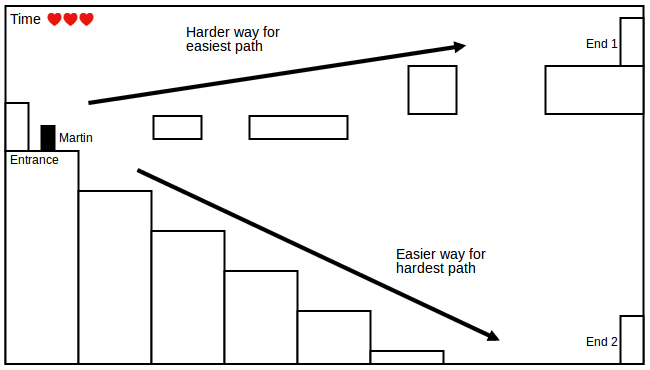 Time
Harder way for
easiest path
End 1
Martin
Entrance
Easier way for
hardest path
End 2